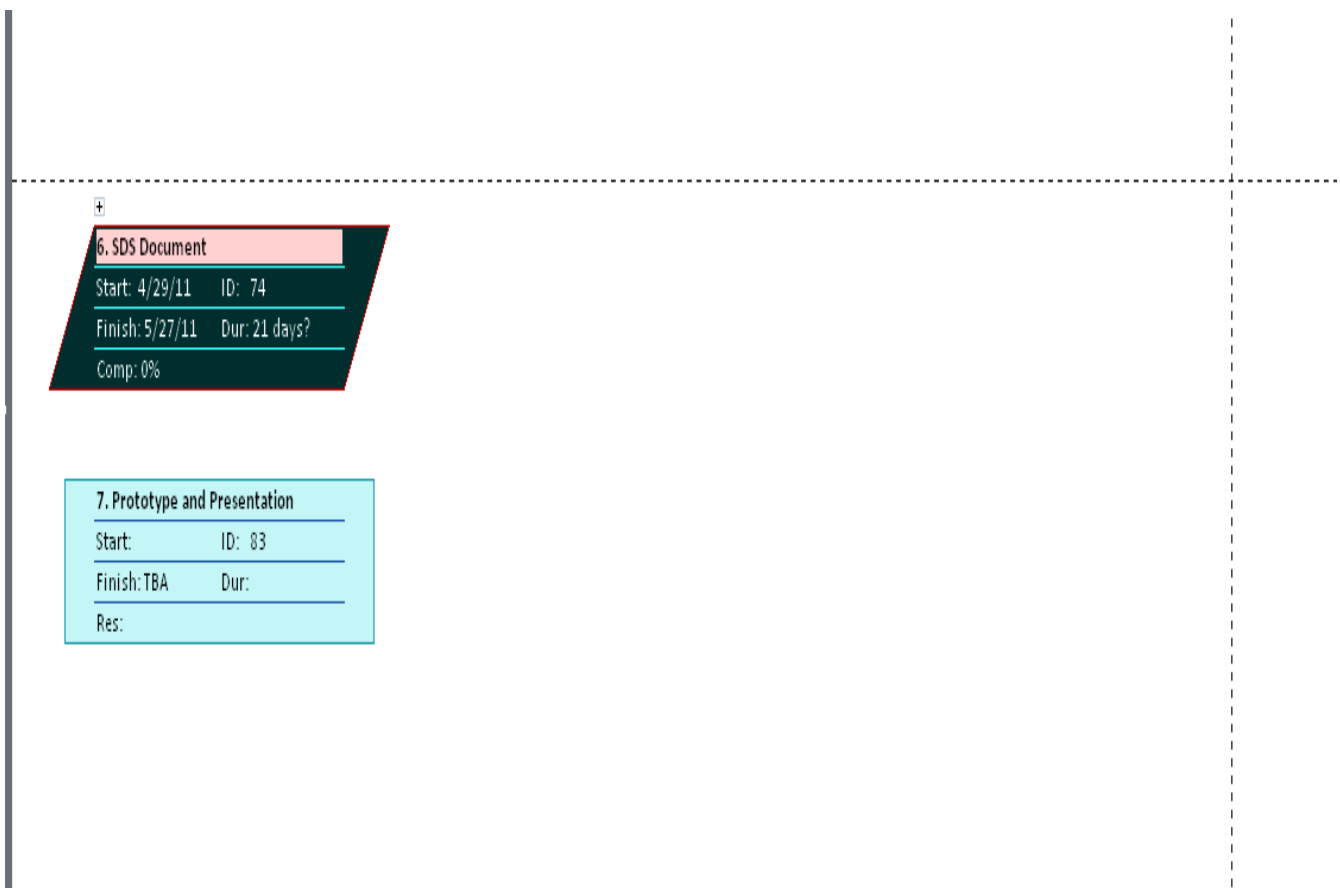 6. SDS Document
Start: 4/29/11 ID: 74
Finish: 5/27/11 Dur: 21 days?
Comp: 0%
7. Prototype and Presentation
Start: ID: 83
Finish: TBA Dur:
Res: